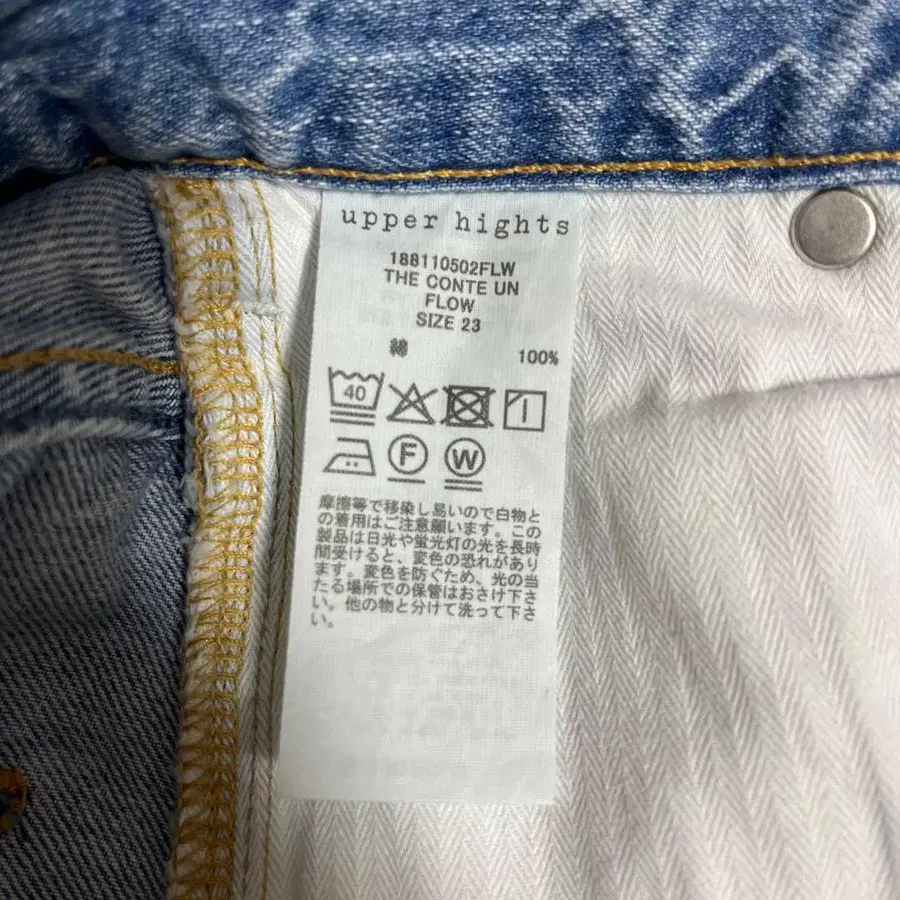 upper hights
188110502FLW
THE CONTE UN
FLOW
SIZE 23
綿 100%
40
F W
摩擦等で移染し易いので白物と
の着用はご注意願います。この
製品は日光や蛍光灯の光を長時
間受けると、変色の恐れがあり
ます。変色を防ぐため、光の当
たる場所での保管はおさけ下さ
い。他の物と分けて洗って下さ
い。